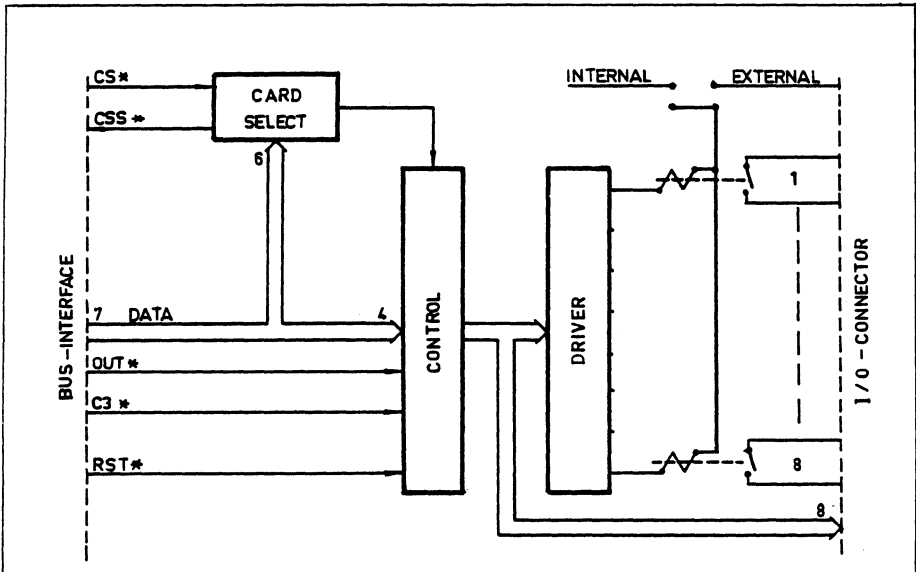 CS*
CSS*
CARD
SELECT
6
INTERNAL
EXTERNAL
1
BUS-INTERFACE
7 DATA
4
CONTROL
DRIVER
I/O-CONNECTOR
OUT*
C3*
RST*
8
8